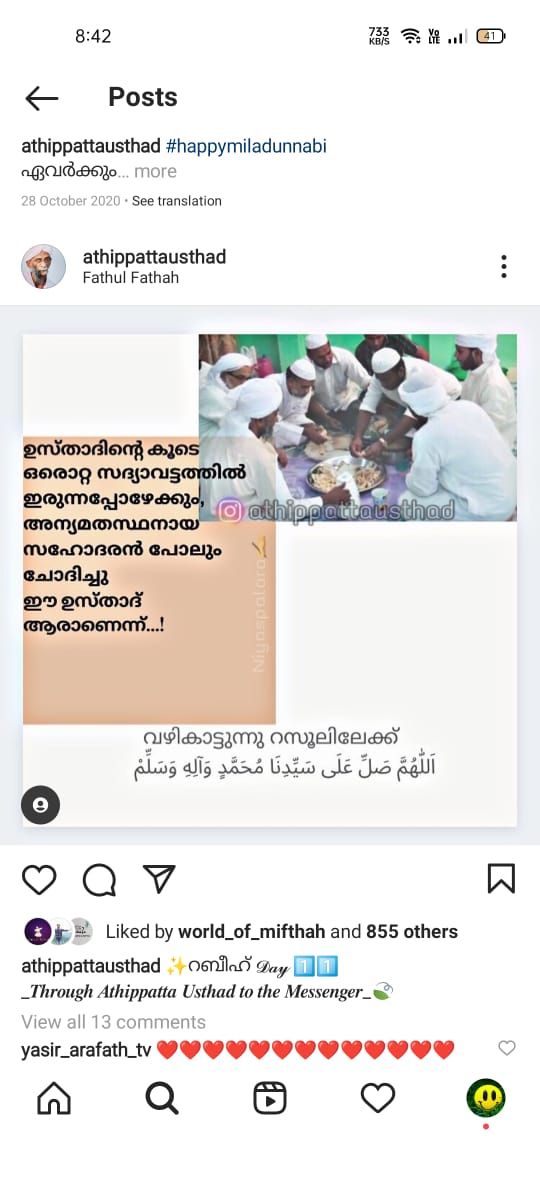 8:42
733
KB/S
Vo
LTE
41
Posts
athippattausthad #happymiladunnabi
ഏവർക്കും... more
28 October 2020 • See translation
athippattausthad
Fathul Fathah
ഉസ്താദിന്റെ കൂടെ
ഒരൊറ്റ സദ്യാവട്ടത്തിൽ
ഇരുന്നപ്പോഴേക്കും,
അന്യമതസ്ഥനായ
സഹോദരൻ പോലും
ചോദിച്ചു
ഈ ഉസ്താദ്
ആരാണെന്ന്...!
athippattausthad
Niyaspalara
വഴികാട്ടുന്നു റസൂലിലേക്ക്
اَللّٰهُمَّ صَلِّ عَلَى سَيِّدِنَا مُحَمَّدٍ وَآلِهِ وَسَلِّمْ
Liked by world_of_mifthah and 855 others
athippattausthad ✨റബീഹ് 𝒟𝒶𝓎 1️⃣1️⃣
_Through Athippatta Usthad to the Messenger_🍃
View all 13 comments
yasir_arafath_tv ❤️❤️❤️❤️❤️❤️❤️❤️❤️❤️❤️❤️❤️